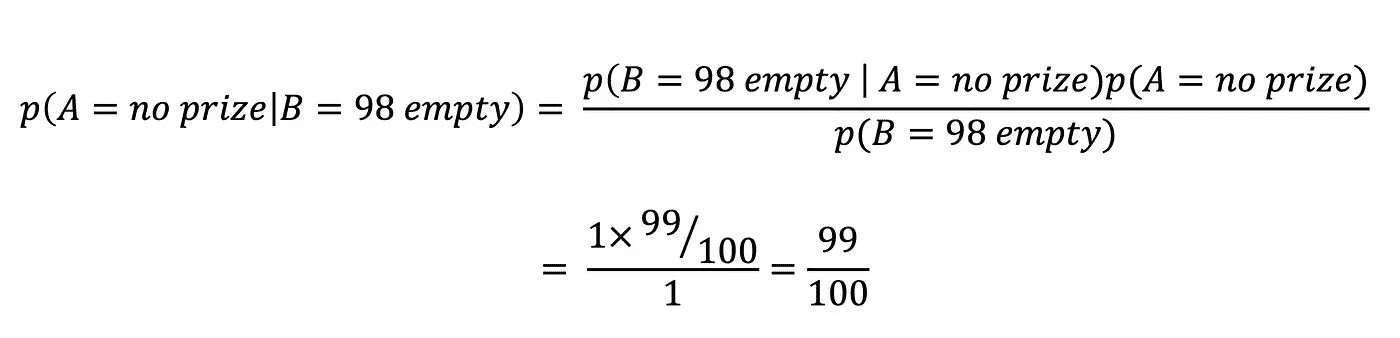 p(A = no prize|B = 98 empty) = p(B = 98 empty | A = no prize)p(A = no prize) / p(B = 98 empty)
= 1× 99/100 / 1 = 99/100